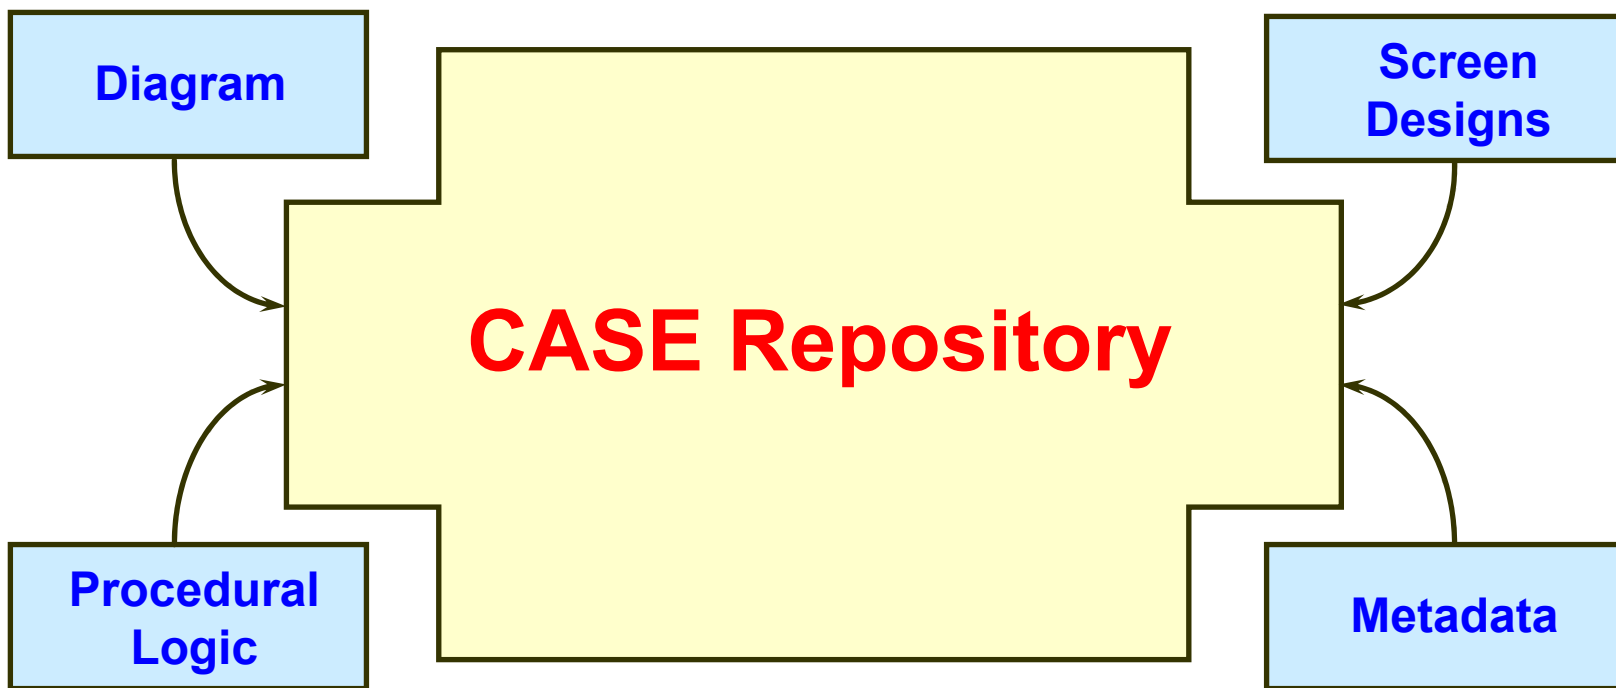 Diagram
Screen
Designs
CASE Repository
Procedural
Logic
Metadata